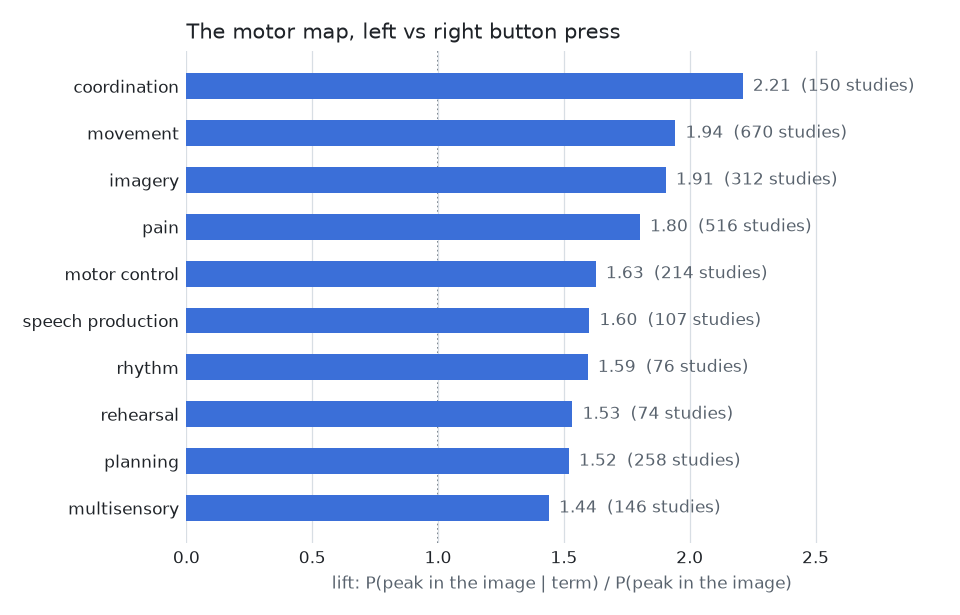 The motor map, left vs right button press
coordination 2.21 (150 studies)
movement 1.94 (670 studies)
imagery 1.91 (312 studies)
pain 1.80 (516 studies)
motor control 1.63 (214 studies)
speech production 1.60 (107 studies)
rhythm 1.59 (76 studies)
rehearsal 1.53 (74 studies)
planning 1.52 (258 studies)
multisensory 1.44 (146 studies)
0.0 0.5 1.0 1.5 2.0 2.5
lift: P(peak in the image | term) / P(peak in the image)